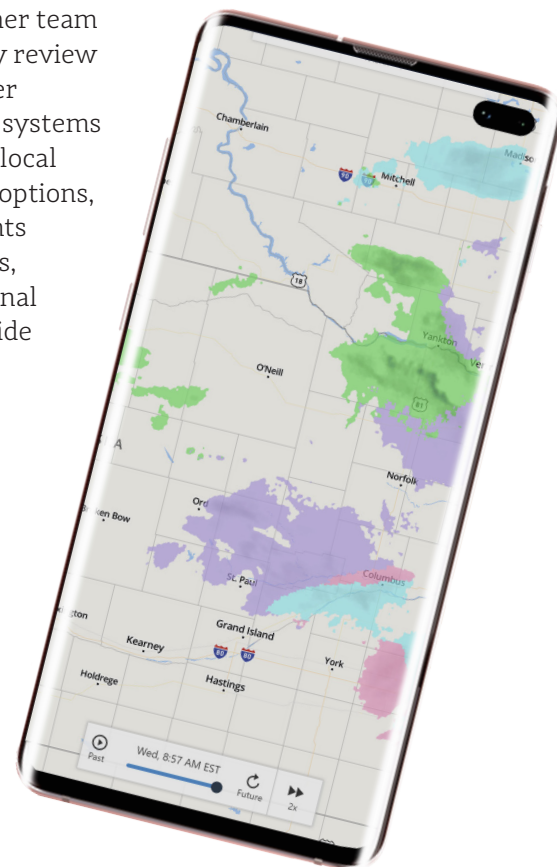 ner team
y review
er
systems
local
options,
nts
s,
nal
ide
Chamberlain
Madiso
90
Mitchell
18
Yankton
Ver
O'Neill
81
A
Norfolk
Ord
ken Bow
St. Paul
Columbus
gton
Grand Island
Kearney
80 80
York
Holdrege
Hastings
Wed, 8:57 AM EST
Past
Future
2x